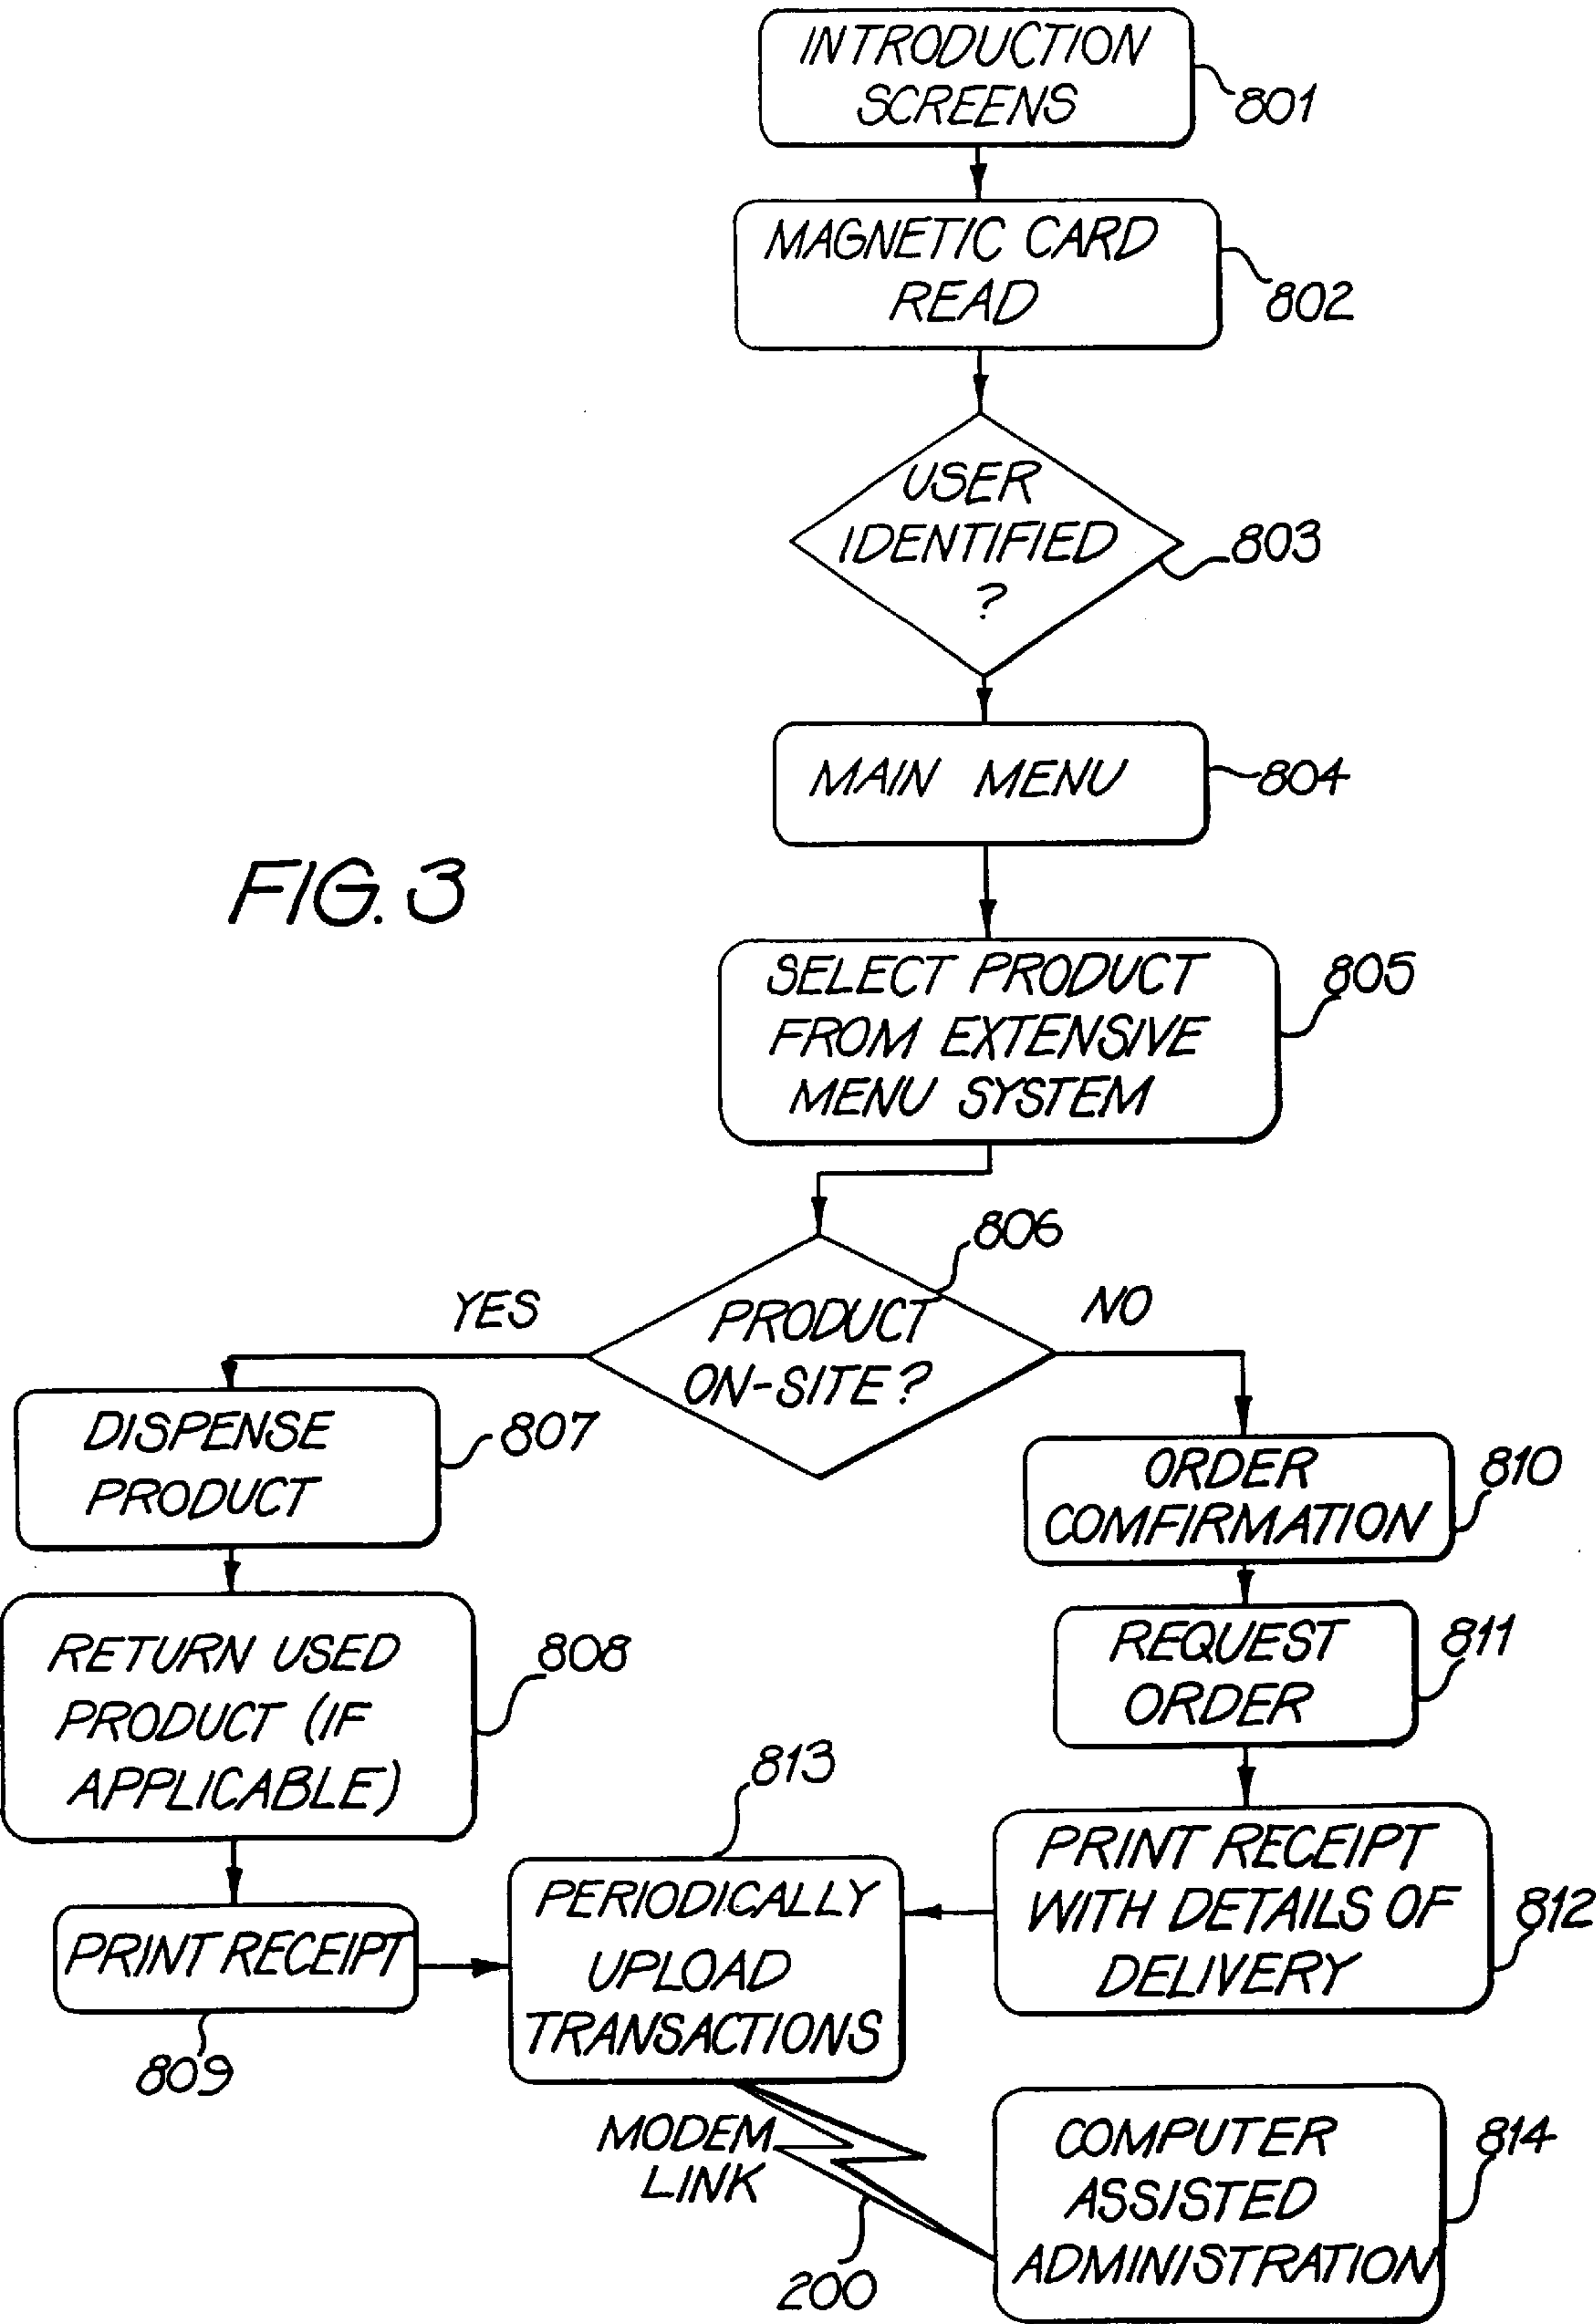 INTRODUCTION
SCREENS
801
MAGNETIC CARD
READ
802
USER
IDENTIFIED
?
803
MAIN MENU
804
FIG. 3
SELECT PRODUCT
FROM EXTENSIVE
MENU SYSTEM
805
806
YES
PRODUCT
ON-SITE?
NO
DISPENSE
PRODUCT
807
ORDER
COMFIRMATION
810
RETURN USED
PRODUCT (IF
APPLICABLE)
808
REQUEST
ORDER
811
813
PRINT RECEIPT
WITH DETAILS OF
DELIVERY
812
PRINT RECEIPT
809
PERIODICALLY
UPLOAD
TRANSACTIONS
MODEM
LINK
200
COMPUTER
ASSISTED
ADMINISTRATION
814